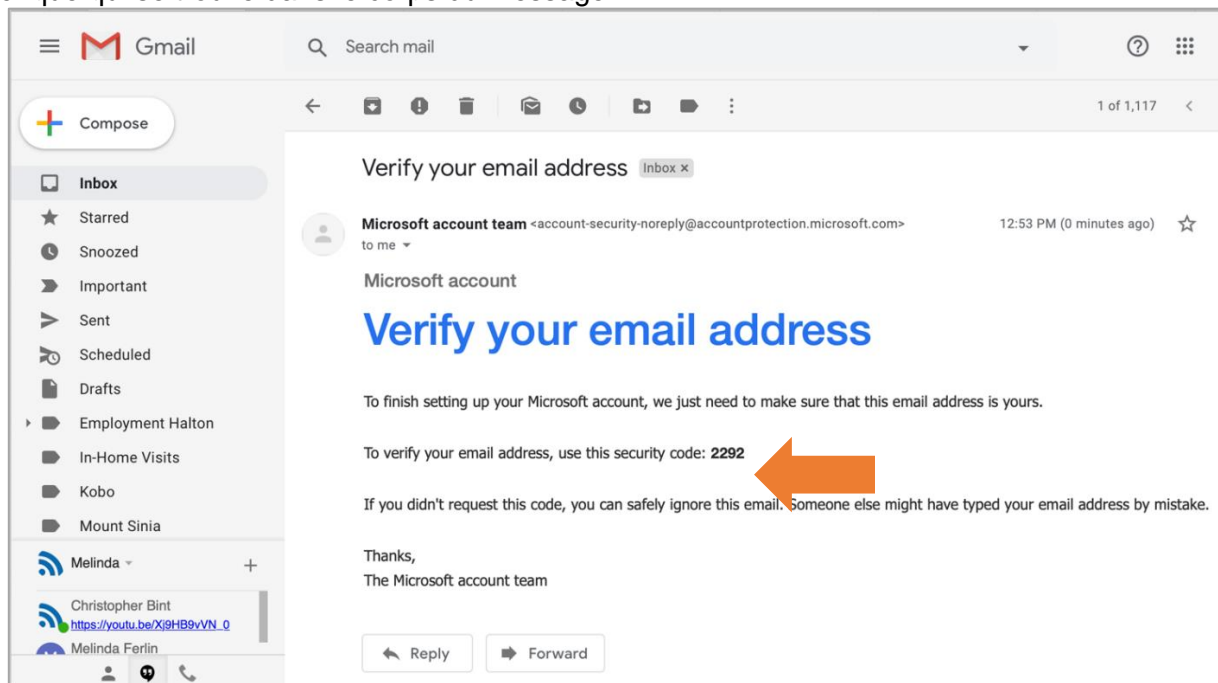 Gmail
Search mail
Compose
1 of 1,117
Inbox
Starred
Snoozed
Important
Sent
Scheduled
Drafts
Employment Halton
In-Home Visits
Kobo
Mount Sinia
Melinda
Christopher Bint
https://youtu.be/Xj9HB9vVN_0
Melinda Ferlin
Verify your email address Inbox x
Microsoft account team <account-security-noreply@accountprotection.microsoft.com> 12:53 PM (0 minutes ago)
to me
Microsoft account
Verify your email address
To finish setting up your Microsoft account, we just need to make sure that this email address is yours.
To verify your email address, use this security code: 2292
If you didn't request this code, you can safely ignore this email. Someone else might have typed your email address by mistake.
Thanks,
The Microsoft account team
Reply
Forward